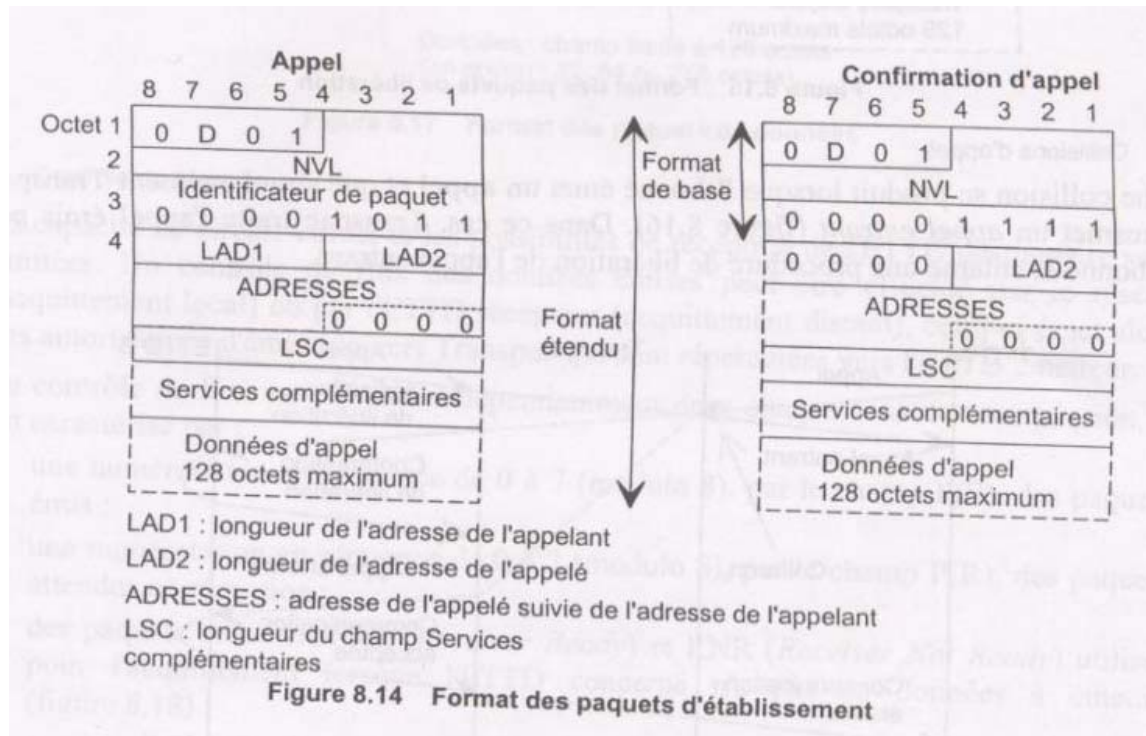 Appel
8 7 6 5 4 3 2 1
Octet 1 0 D 0 1
2 NVL
Identificateur de paquet
3 0 0 0 0 1 0 1 1
4 LAD1 LAD2
ADRESSES
0 0 0 0
LSC
Services complémentaires
Données d'appel
128 octets maximum
Format
de base
Format
étendu
Confirmation d'appel
8 7 6 5 4 3 2 1
0 D 0 1
NVL
0 0 0 0 1 1 1 1
0 0 0 0 LAD2
ADRESSES
0 0 0 0
LSC
Services complémentaires
Données d'appel
128 octets maximum
LAD1 : longueur de l'adresse de l'appelant
LAD2 : longueur de l'adresse de l'appelé
ADRESSES : adresse de l'appelé suivie de l'adresse de l'appelant
LSC : longueur du champ Services
complémentaires
Figure 8.14 Format des paquets d'établissement